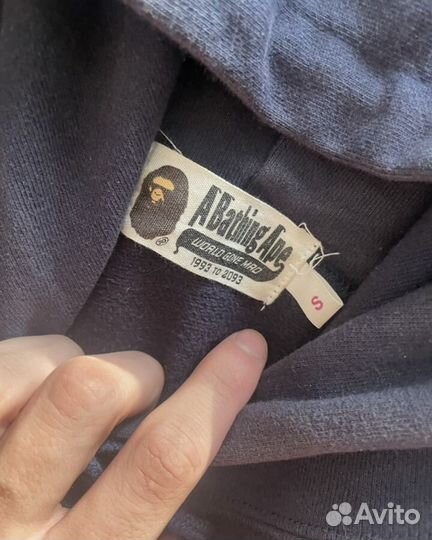 A Bathing Ape
WORLD GONE MAD
1993 TO 2093
S
Avito